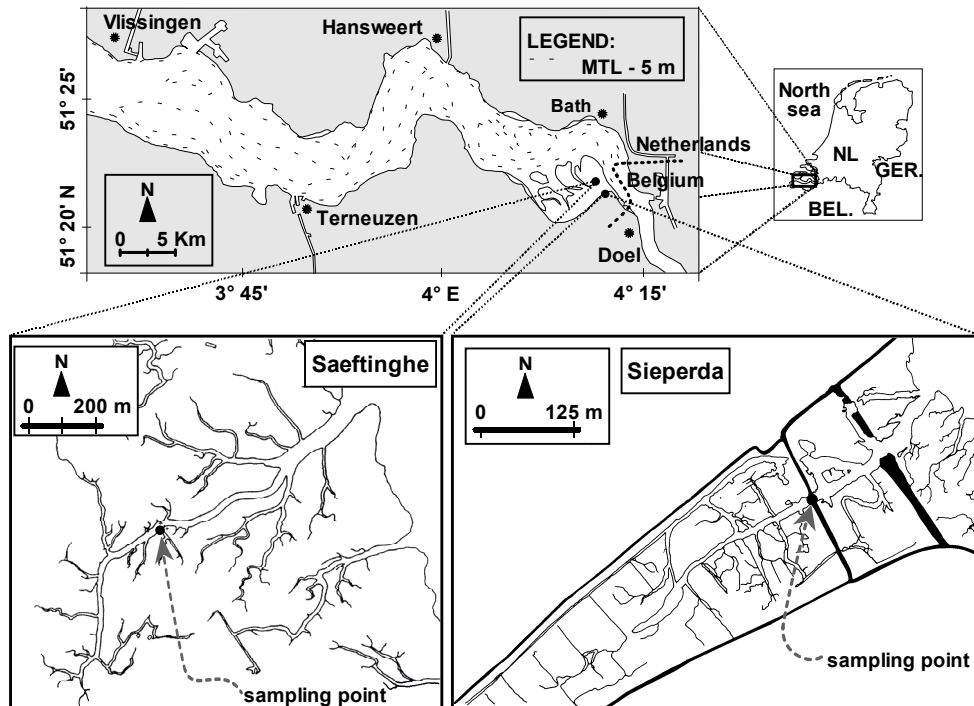 Vlissingen
Hansweert
LEGEND:
MTL - 5 m
Bath
Netherlands
Belgium
Terneuzen
Doel
N
0 5 Km
51° 25'
51° 20' N
3° 45'
4° E
4° 15'
North
sea
NL
GER.
BEL.
Saeftinghe
N
0 200 m
sampling point
Sieperda
N
0 125 m
sampling point